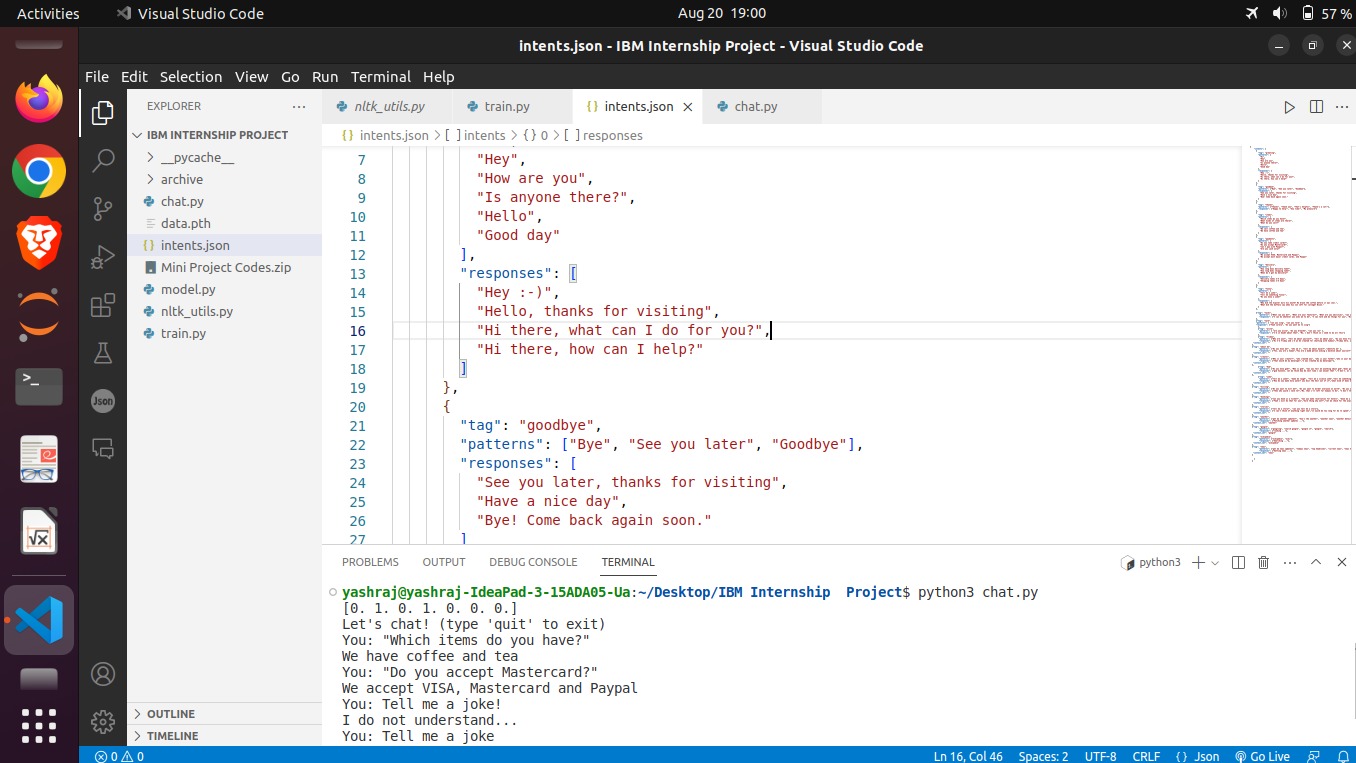 Activities Visual Studio Code Aug 20 19:00 57 %
intents.json - IBM Internship Project - Visual Studio Code
File Edit Selection View Go Run Terminal Help
EXPLORER ··· nltk_utils.py train.py {} intents.json chat.py ···
IBM INTERNSHIP PROJECT
__pycache__
archive
chat.py
data.pth
{} intents.json
Mini Project Codes.zip
model.py
nltk_utils.py
train.py
OUTLINE
TIMELINE
Json
{} intents.json > [ ] intents > {} 0 > [ ] responses
7 "Hey",
8 "How are you",
9 "Is anyone there?",
10 "Hello",
11 "Good day"
12 ],
13 "responses": [
14 "Hey :-)",
15 "Hello, thanks for visiting",
16 "Hi there, what can I do for you?",
17 "Hi there, how can I help?"
18 ]
19 },
20 {
21 "tag": "goodbye",
22 "patterns": ["Bye", "See you later", "Goodbye"],
23 "responses": [
24 "See you later, thanks for visiting",
25 "Have a nice day",
26 "Bye! Come back again soon."
27 ]
PROBLEMS OUTPUT DEBUG CONSOLE TERMINAL python3 ···
yashraj@yashraj-IdeaPad-3-15ADA05-Ua:~/Desktop/IBM Internship  Project$ python3 chat.py
[0. 1. 0. 1. 0. 0. 0.]
Let's chat! (type 'quit' to exit)
You: "Which items do you have?"
We have coffee and tea
You: "Do you accept Mastercard?"
We accept VISA, Mastercard and Paypal
You: Tell me a joke!
I do not understand...
You: Tell me a joke
0 0 Ln 16, Col 46 Spaces: 2 UTF-8 CRLF {} Json Go Live